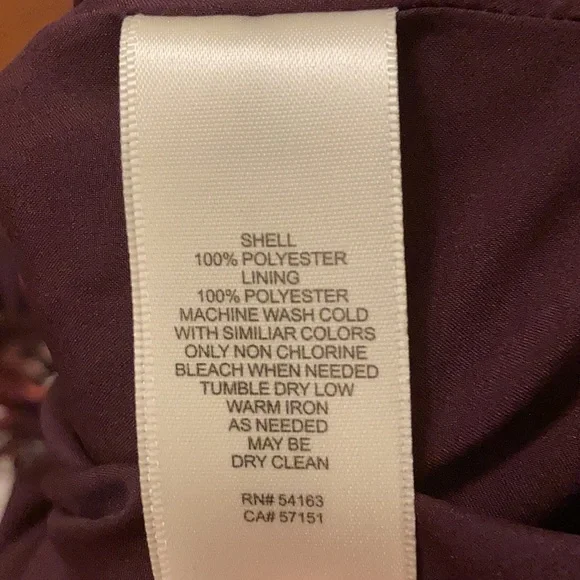 SHELL
100% POLYESTER
LINING
100% POLYESTER
MACHINE WASH COLD
WITH SIMILIAR COLORS
ONLY NON CHLORINE
BLEACH WHEN NEEDED
TUMBLE DRY LOW
WARM IRON
AS NEEDED
MAY BE
DRY CLEAN
RN# 54163
CA# 57151